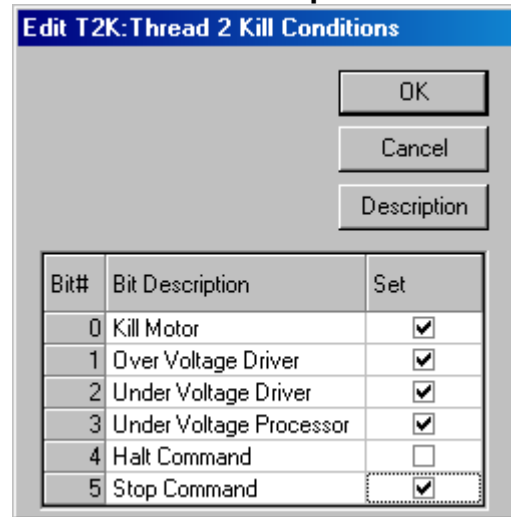 Edit T2K:Thread 2 Kill Conditions
OK
Cancel
Description
Bit# Bit Description Set
0 Kill Motor
1 Over Voltage Driver
2 Under Voltage Driver
3 Under Voltage Processor
4 Halt Command
5 Stop Command